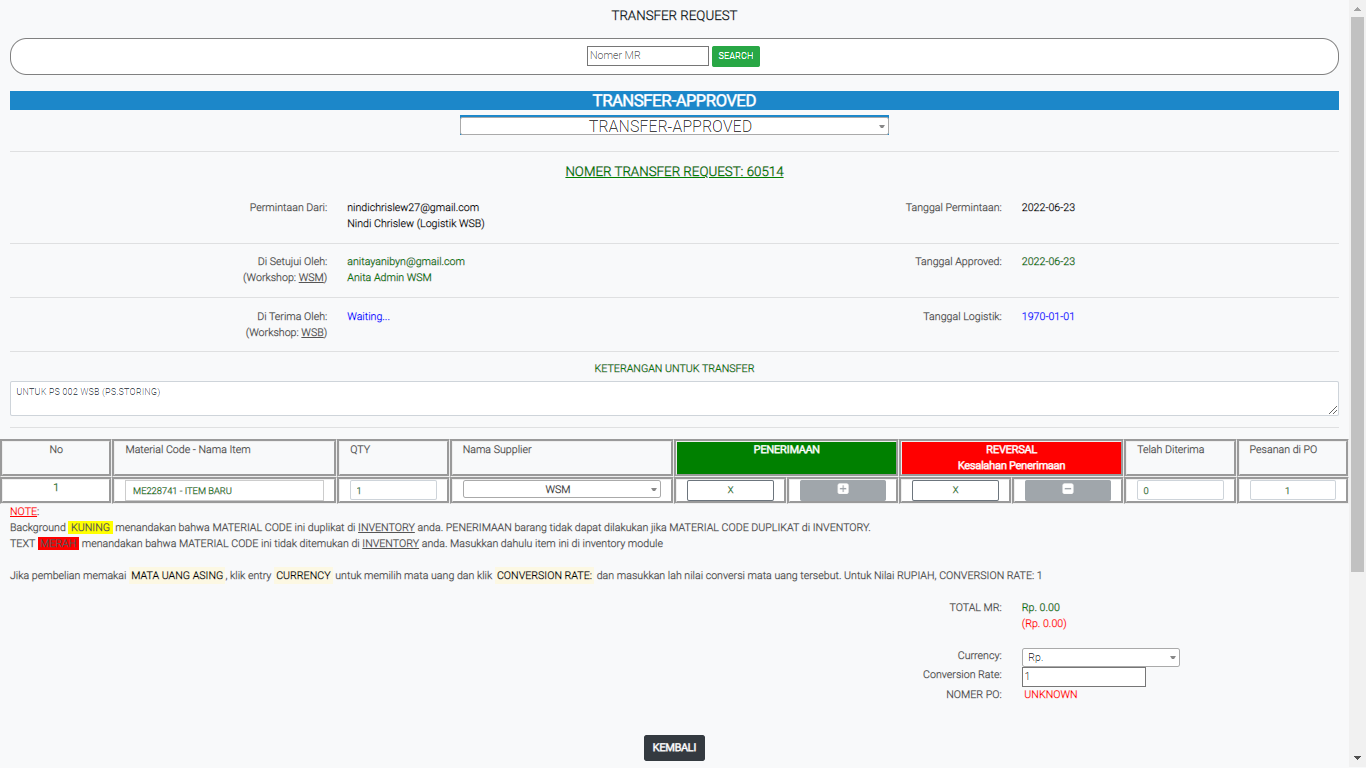 TRANSFER REQUEST
Nomer MR SEARCH
TRANSFER-APPROVED
TRANSFER-APPROVED
NOMER TRANSFER REQUEST: 60514
Permintaan Dari: nindichrislew27@gmail.com Tanggal Permintaan: 2022-06-23
Nindi Chrislew (Logistik WSB)
Di Setujui Oleh: anitayanibyn@gmail.com Tanggal Approved: 2022-06-23
(Workshop: WSM) Anita Admin WSM
Di Terima Oleh: Waiting... Tanggal Logistik: 1970-01-01
(Workshop: WSB)
KETERANGAN UNTUK TRANSFER
UNTUK PS 002 WSB (PS.STORING)
No Material Code - Nama Item QTY Nama Supplier PENERIMAAN REVERSAL Telah Diterima Pesanan di PO
Kesalahan Penerimaan
1 ME228741 - ITEM BARU 1 WSM X + X − 0 1
NOTE:
Background KUNING menandakan bahwa MATERIAL CODE ini duplikat di INVENTORY anda. PENERIMAAN barang tidak dapat dilakukan jika MATERIAL CODE DUPLIKAT di INVENTORY.
TEXT MERAH menandakan bahwa MATERIAL CODE ini tidak ditemukan di INVENTORY anda. Masukkan dahulu item ini di inventory module
Jika pembelian memakai MATA UANG ASING , klik entry CURRENCY untuk memilih mata uang dan klik CONVERSION RATE: dan masukkan lah nilai conversi mata uang tersebut. Untuk Nilai RUPIAH, CONVERSION RATE: 1
TOTAL MR: Rp. 0.00
(Rp. 0.00)
Currency: Rp.
Conversion Rate: 1
NOMER PO: UNKNOWN
KEMBALI